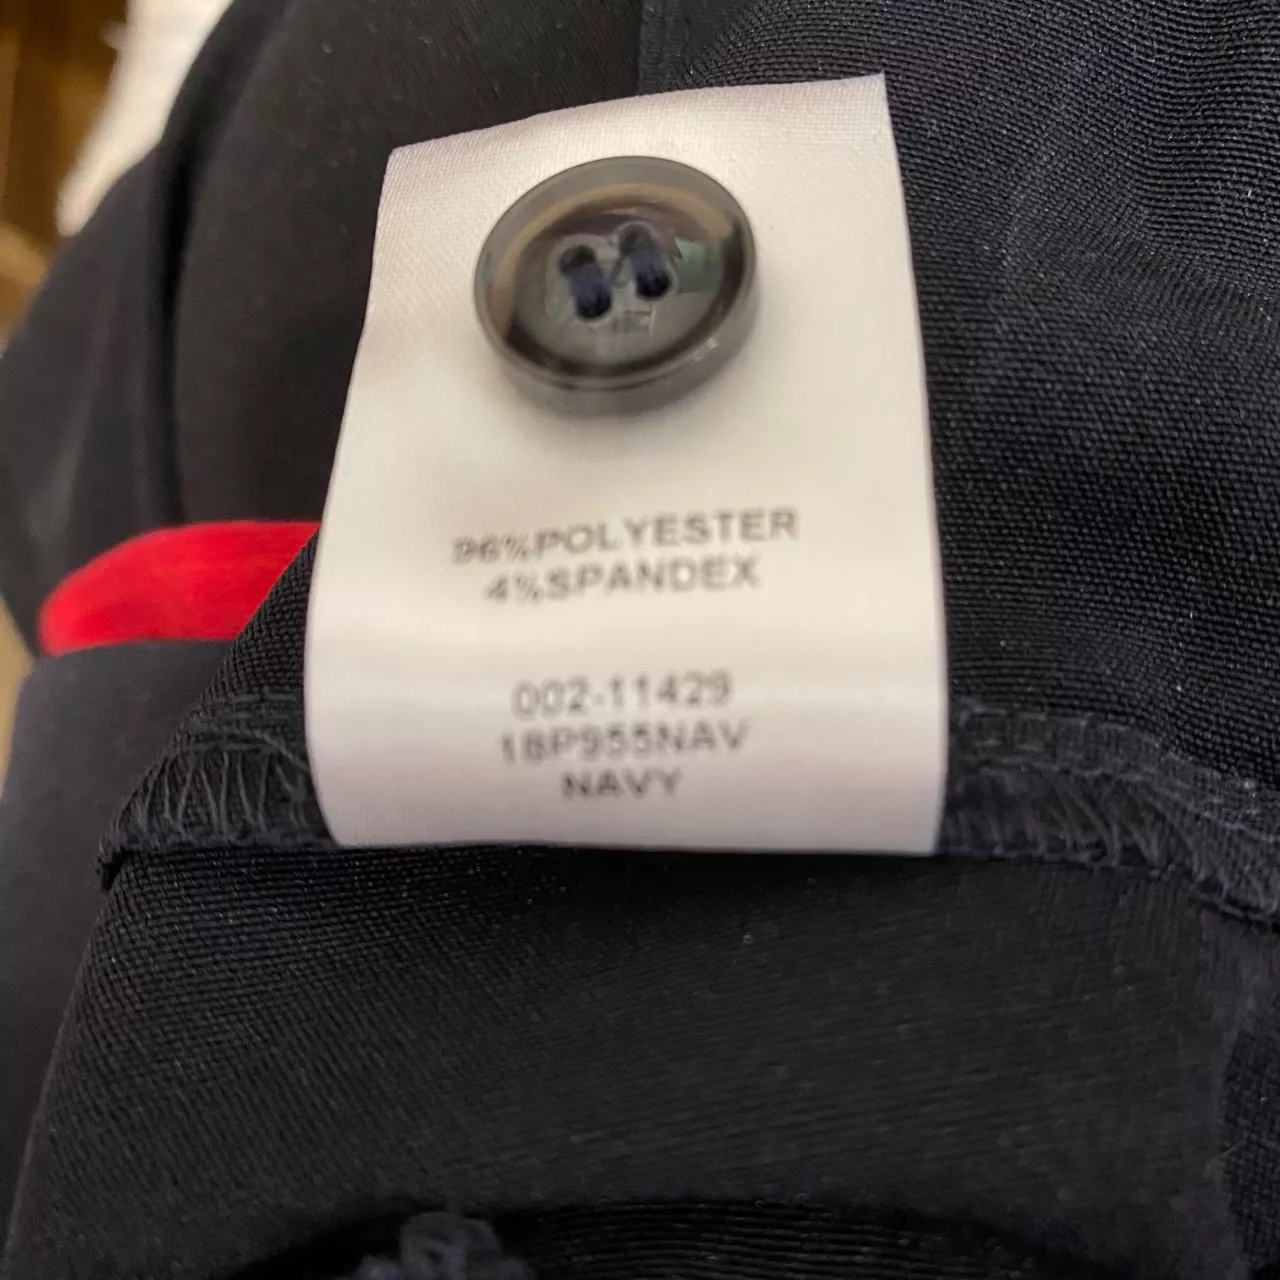 96%POLYESTER
4%SPANDEX
002-11429
18P955NAV
NAVY